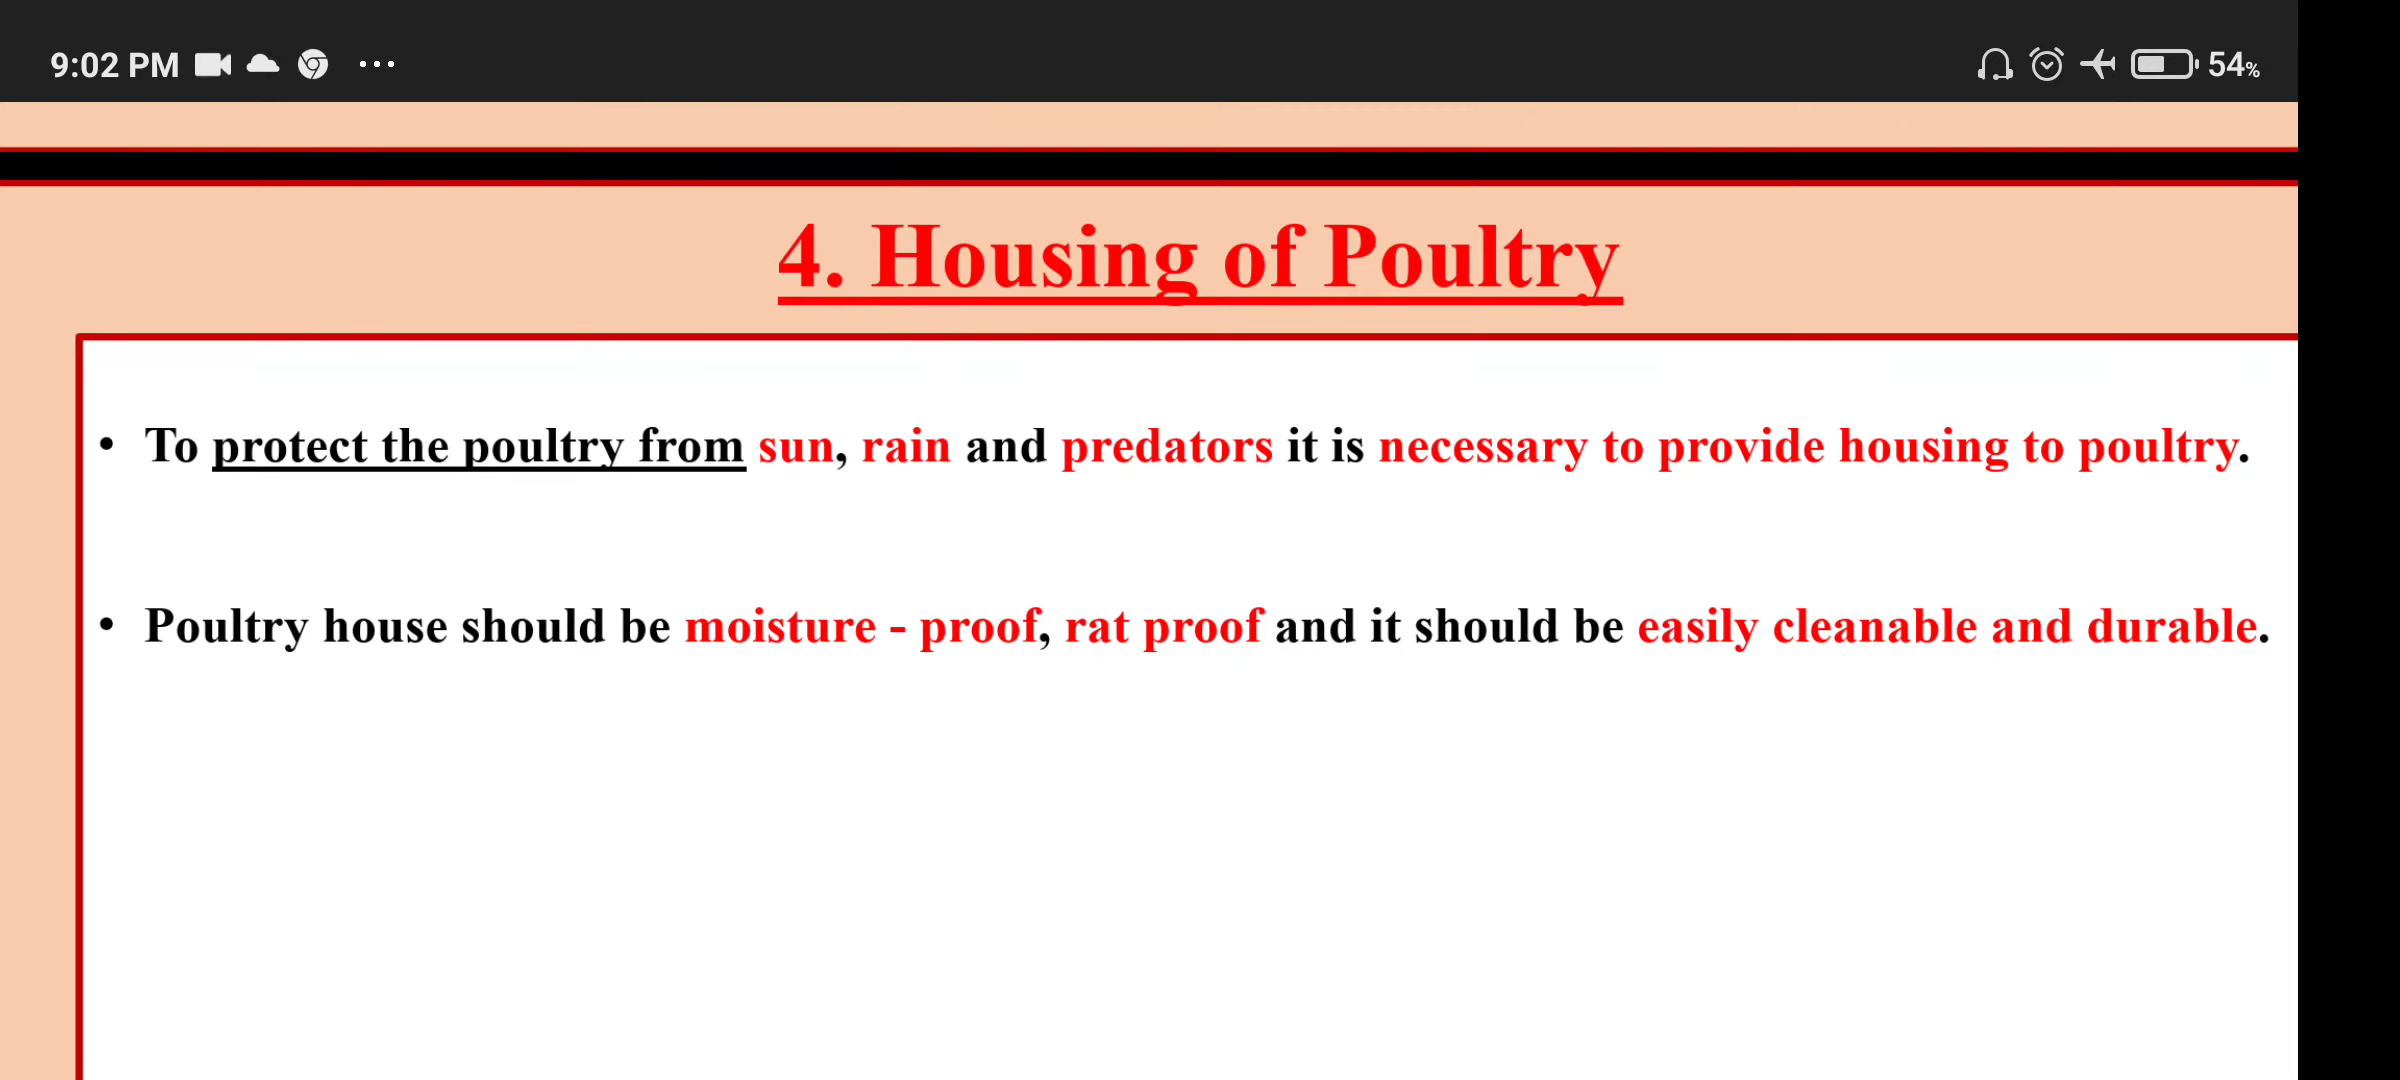 9:02 PM ... 54%
4. Housing of Poultry
• To protect the poultry from sun, rain and predators it is necessary to provide housing to poultry.
• Poultry house should be moisture - proof, rat proof and it should be easily cleanable and durable.